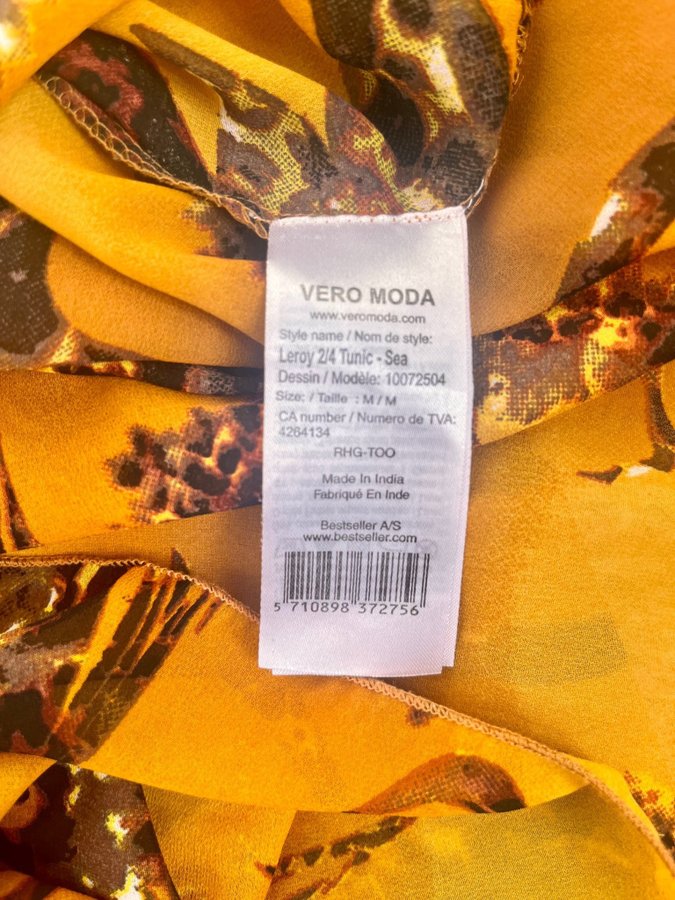 VERO MODA
www.veromoda.com
Style name / Nom de style:
Leroy 2/4 Tunic - Sea
Dessin / Modèle: 10072504
Size: / Taille : M / M
CA number / Numero de TVA:
4264134
RHG-TOO
Made In India
Fabriqué En Inde
Bestseller A/S
www.bestseller.com
5 710898 372756